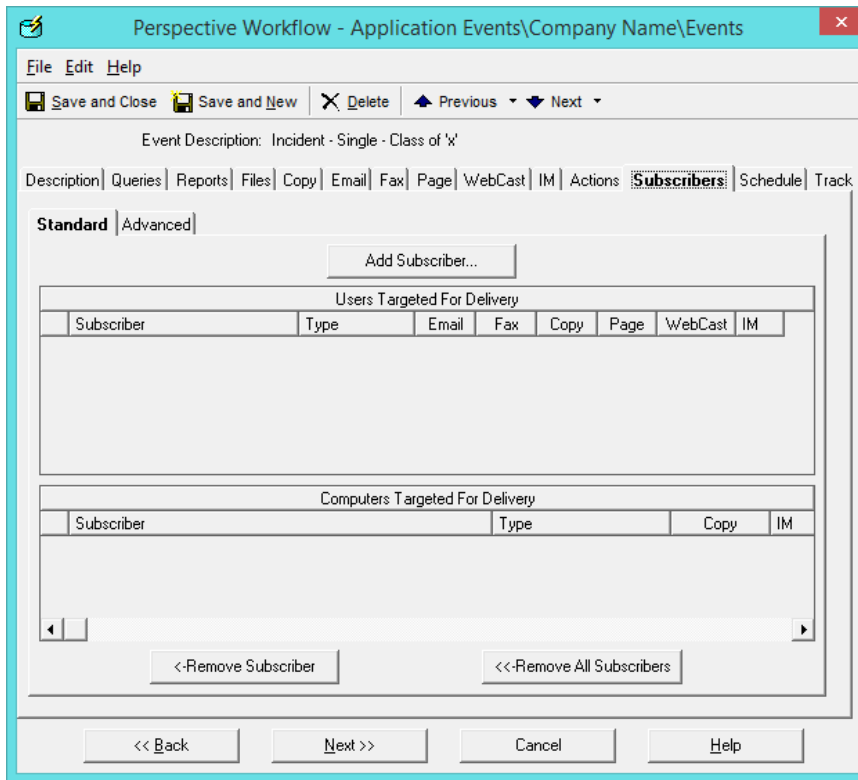 Perspective Workflow - Application Events\Company Name\Events
File Edit Help
Save and Close Save and New Delete Previous Next
Event Description: Incident - Single - Class of 'x'
Description Queries Reports Files Copy Email Fax Page WebCast IM Actions Subscribers Schedule Track
Standard Advanced
Add Subscriber...
Users Targeted For Delivery
Subscriber Type Email Fax Copy Page WebCast IM
Computers Targeted For Delivery
Subscriber Type Copy IM
<-Remove Subscriber <<-Remove All Subscribers
<< Back Next >> Cancel Help